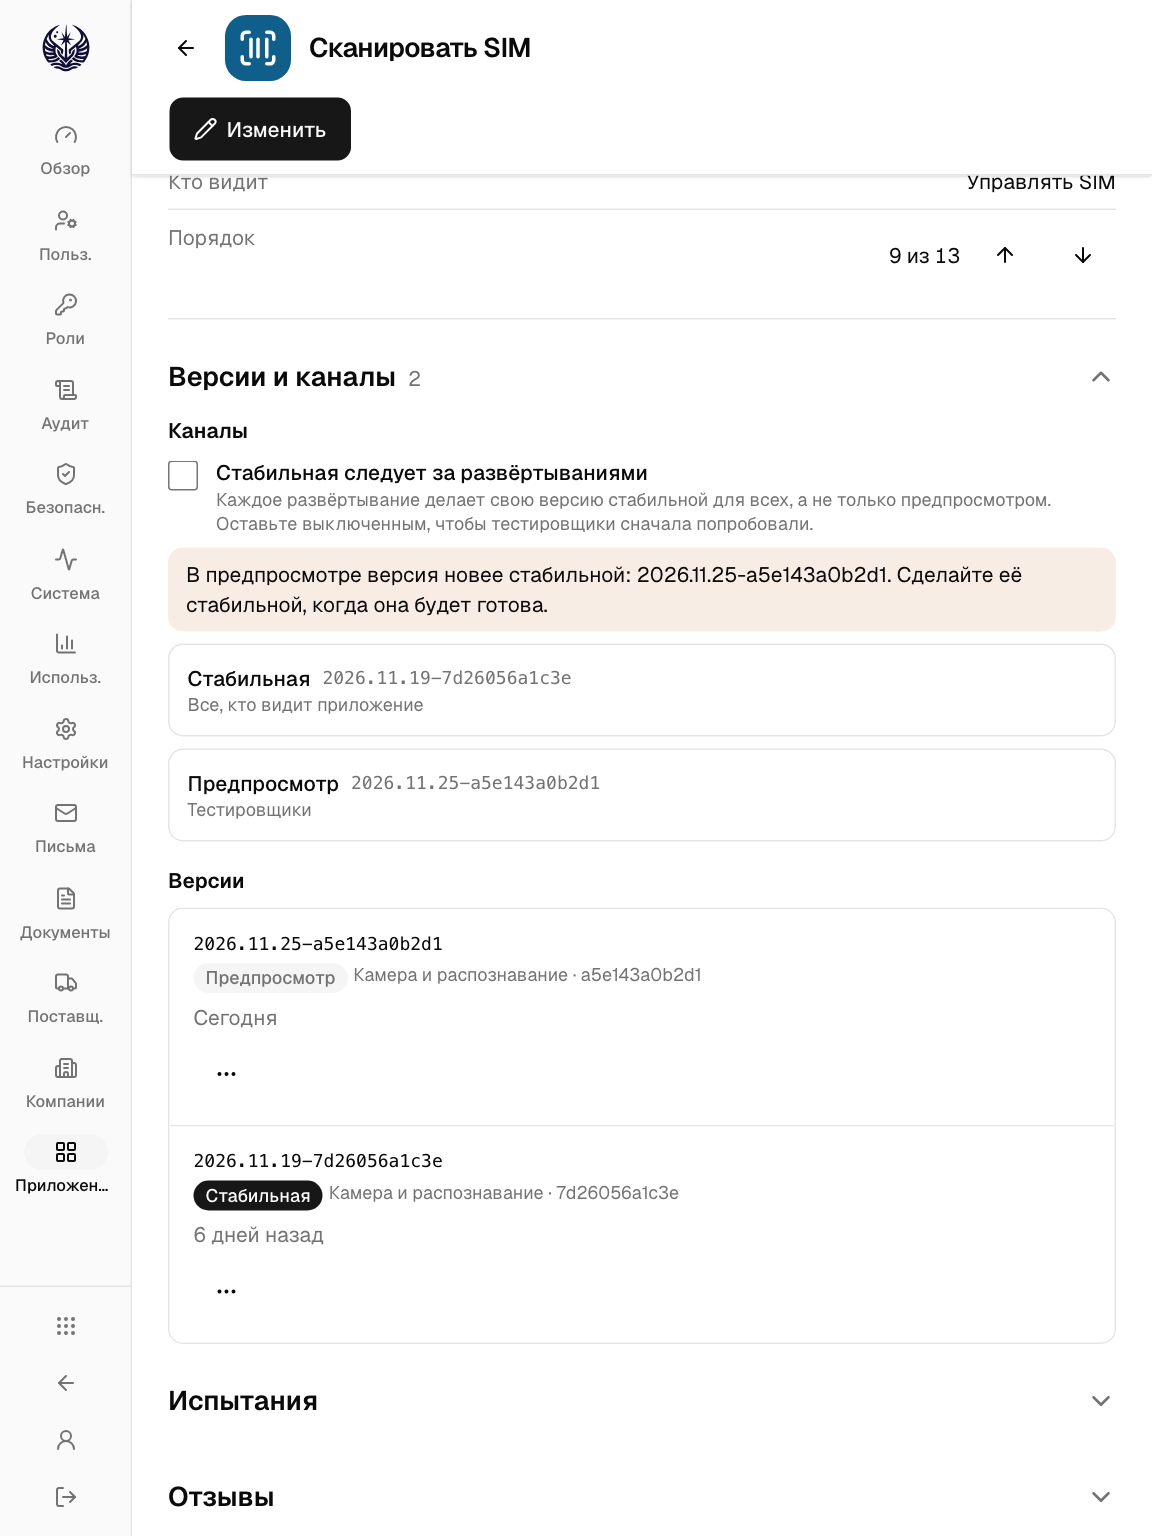 Сканировать SIM
Изменить
Обзор
Польз.
Роли
Аудит
Безопасн.
Система
Использ.
Настройки
Письма
Документы
Поставщ.
Компании
Приложен...
Кто видит
Управлять SIM
Порядок
9 из 13
Версии и каналы 2
Каналы
Стабильная следует за развёртываниями
Каждое развёртывание делает свою версию стабильной для всех, а не только предпросмотром.
Оставьте выключенным, чтобы тестировщики сначала попробовали.
В предпросмотре версия новее стабильной: 2026.11.25-a5e143a0b2d1. Сделайте её
стабильной, когда она будет готова.
Стабильная 2026.11.19-7d26056a1c3e
Все, кто видит приложение
Предпросмотр 2026.11.25-a5e143a0b2d1
Тестировщики
Версии
2026.11.25-a5e143a0b2d1
Предпросмотр Камера и распознавание · a5e143a0b2d1
Сегодня
...
2026.11.19-7d26056a1c3e
Стабильная Камера и распознавание · 7d26056a1c3e
6 дней назад
...
Испытания
Отзывы